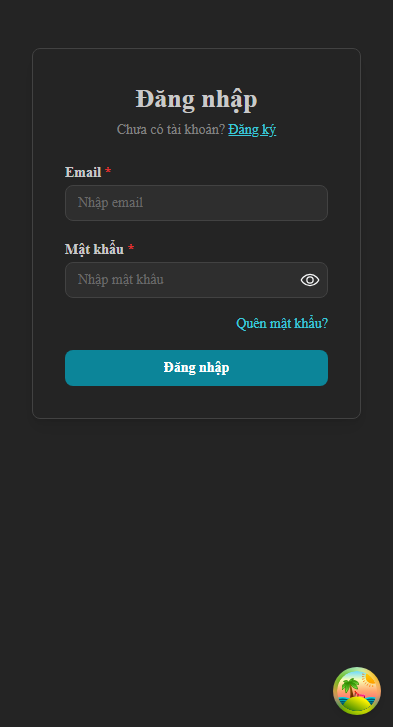 Đăng nhập
Chưa có tài khoản? Đăng ký
Email *
Nhập email
Mật khẩu *
Nhập mật khẩu
Quên mật khẩu?
Đăng nhập